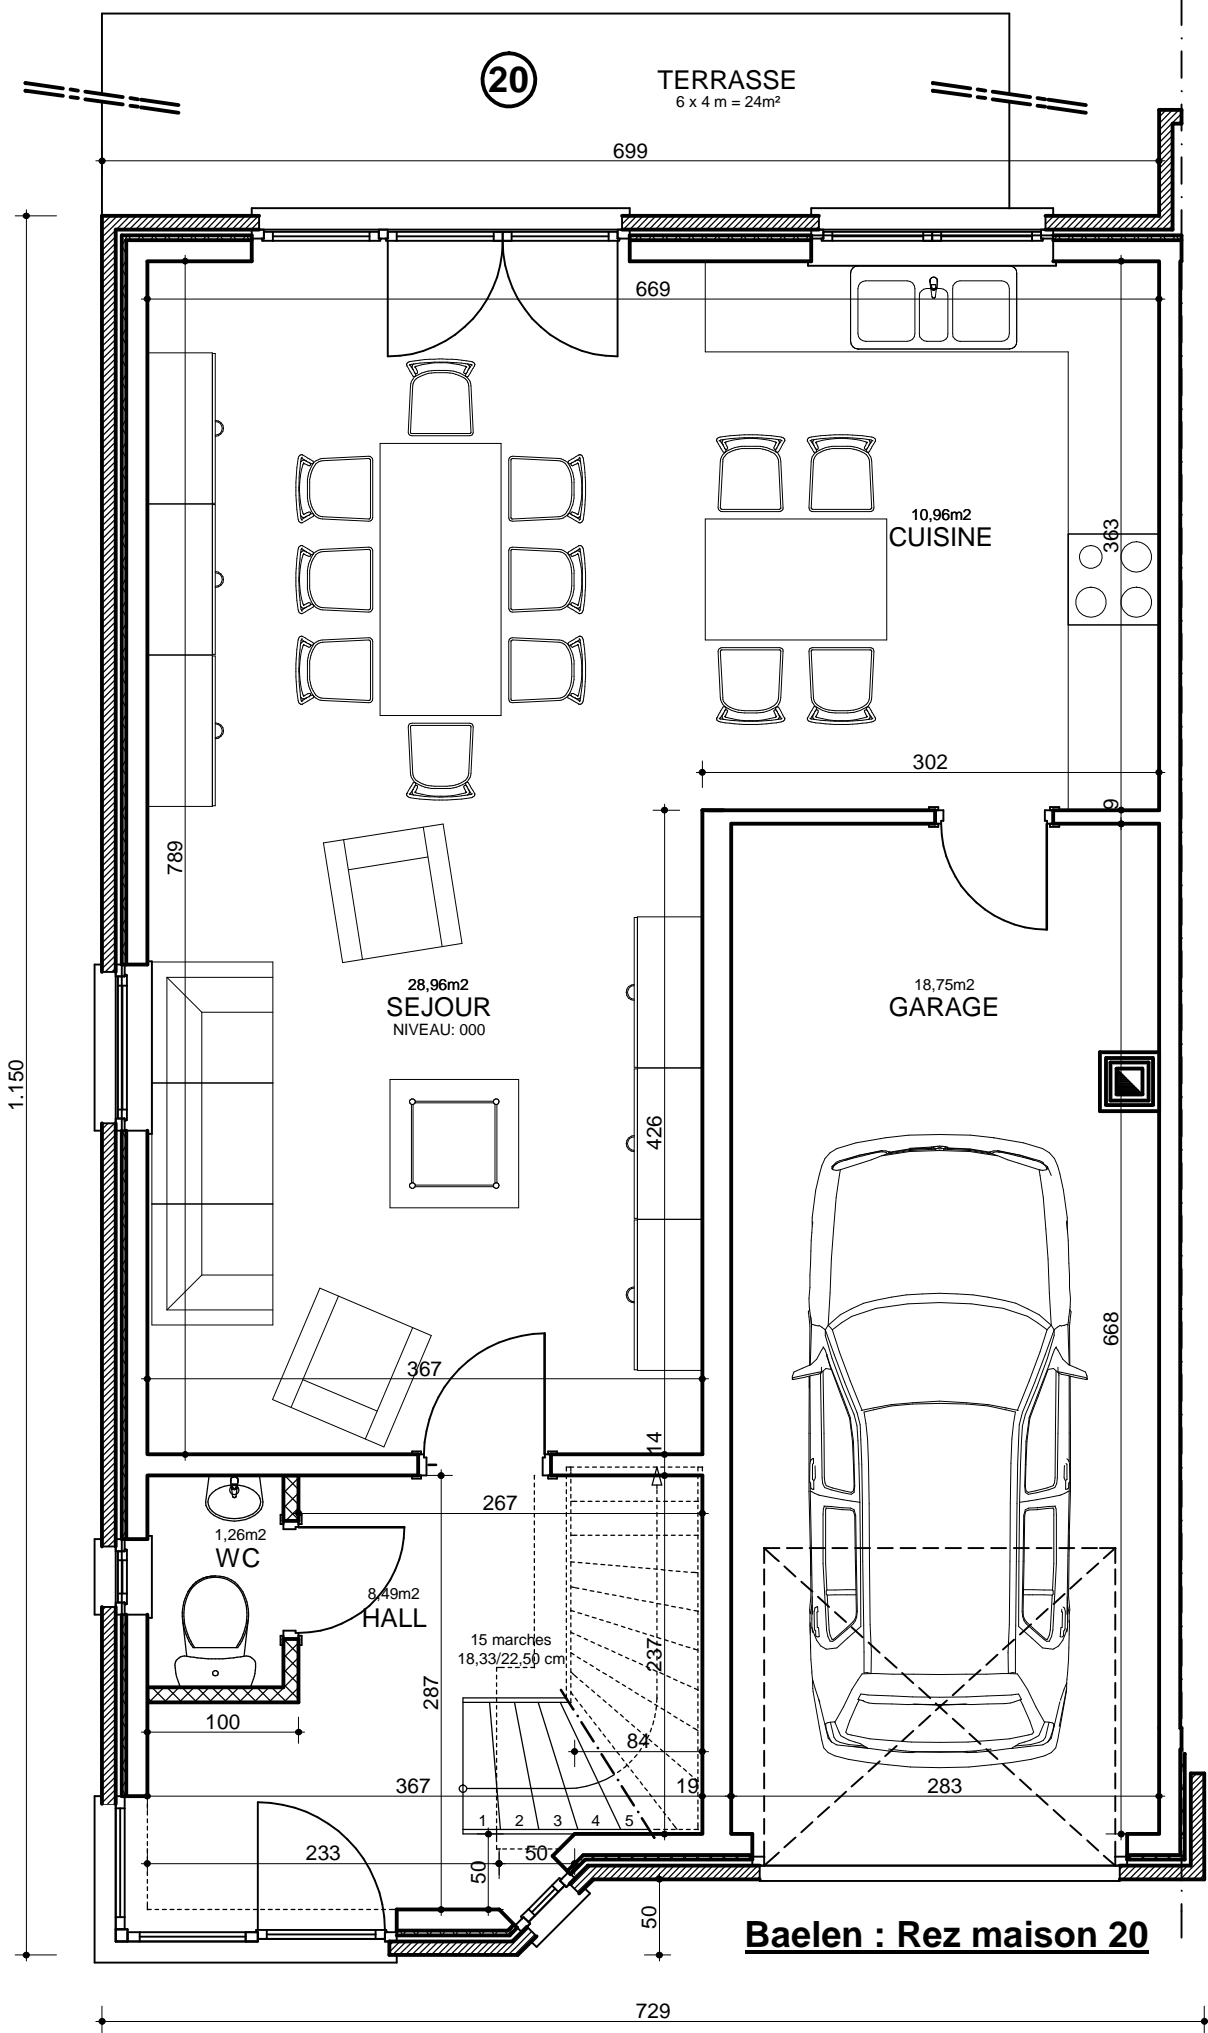 20
TERRASSE
6 x 4 m = 24m²
699
669
10,96m2
CUISINE
363
302
9
789
28,96m2
SEJOUR
NIVEAU: 000
18,75m2
GARAGE
1.150
426
668
367
14
267
1,26m2
WC
8,49m2
HALL
15 marches
18,33/22,50 cm
237
287
100
84
367
19
283
1 2 3 4 5
233
50
50
50
Baelen : Rez maison 20
729